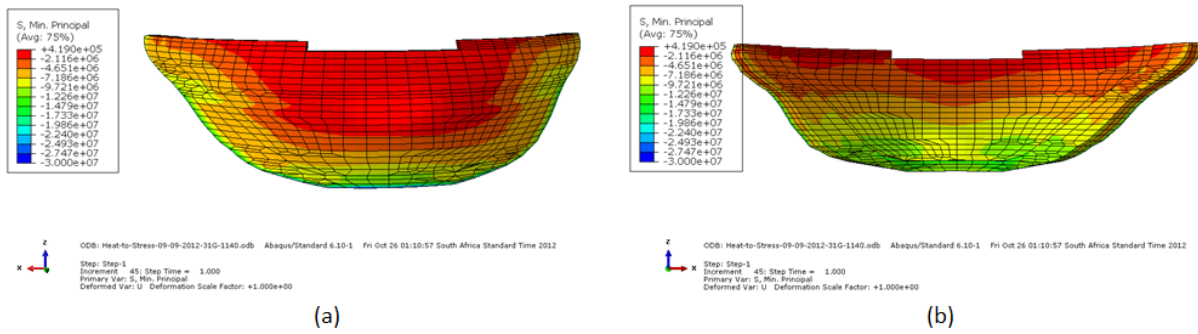 S, Min. Principal
(Avg: 75%)
+4.190e+05
-2.116e+06
-4.651e+06
-7.186e+06
-9.721e+06
-1.226e+07
-1.479e+07
-1.733e+07
-1.986e+07
-2.240e+07
-2.493e+07
-2.747e+07
-3.000e+07
z
x
ODB: Heat-to-Stress-09-09-2012-31G-1140.odb Abaqus/Standard 6.10-1 Fri Oct 26 01:10:57 South Africa Standard Time 2012
Step: Step-1
Increment 45: Step Time = 1.000
Primary Var: S, Min. Principal
Deformed Var: U Deformation Scale Factor: +1.000e+00
(a)
S, Min. Principal
(Avg: 75%)
+4.190e+05
-2.116e+06
-4.651e+06
-7.186e+06
-9.721e+06
-1.226e+07
-1.479e+07
-1.733e+07
-1.986e+07
-2.240e+07
-2.493e+07
-2.747e+07
-3.000e+07
z
x
ODB: Heat-to-Stress-09-09-2012-31G-1140.odb Abaqus/Standard 6.10-1 Fri Oct 26 01:10:57 South Africa Standard Time 2012
Step: Step-1
Increment 45: Step Time = 1.000
Primary Var: S, Min. Principal
Deformed Var: U Deformation Scale Factor: +1.000e+00
(b)